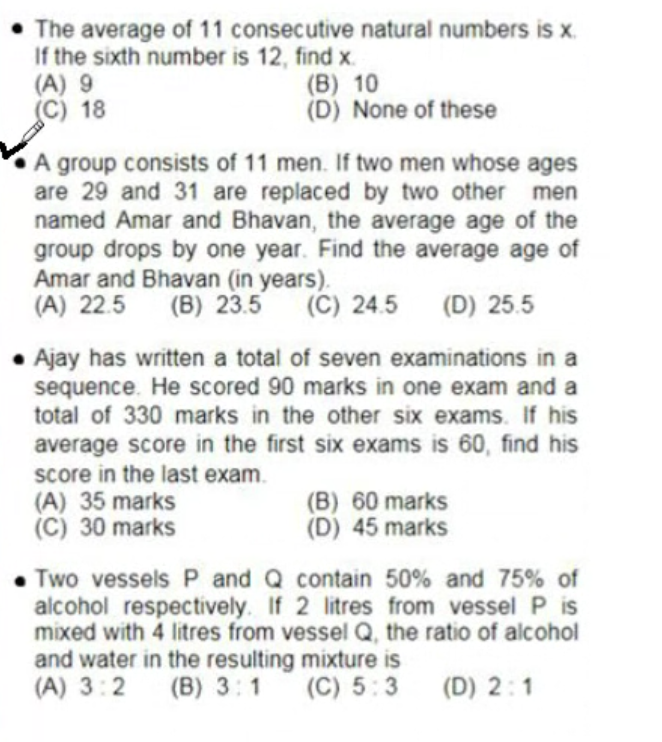 • The average of 11 consecutive natural numbers is x.
If the sixth number is 12, find x.
(A) 9 (B) 10
(C) 18 (D) None of these
• A group consists of 11 men. If two men whose ages
are 29 and 31 are replaced by two other men
named Amar and Bhavan, the average age of the
group drops by one year. Find the average age of
Amar and Bhavan (in years).
(A) 22.5 (B) 23.5 (C) 24.5 (D) 25.5
• Ajay has written a total of seven examinations in a
sequence. He scored 90 marks in one exam and a
total of 330 marks in the other six exams. If his
average score in the first six exams is 60, find his
score in the last exam.
(A) 35 marks (B) 60 marks
(C) 30 marks (D) 45 marks
• Two vessels P and Q contain 50% and 75% of
alcohol respectively. If 2 litres from vessel P is
mixed with 4 litres from vessel Q, the ratio of alcohol
and water in the resulting mixture is
(A) 3 : 2 (B) 3 : 1 (C) 5 : 3 (D) 2 : 1